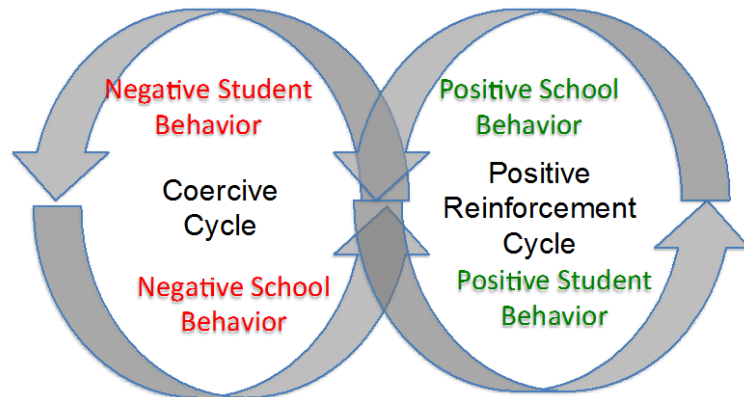 Negative Student
Behavior
Coercive
Cycle
Negative School
Behavior
Positive School
Behavior
Positive
Reinforcement
Cycle
Positive Student
Behavior